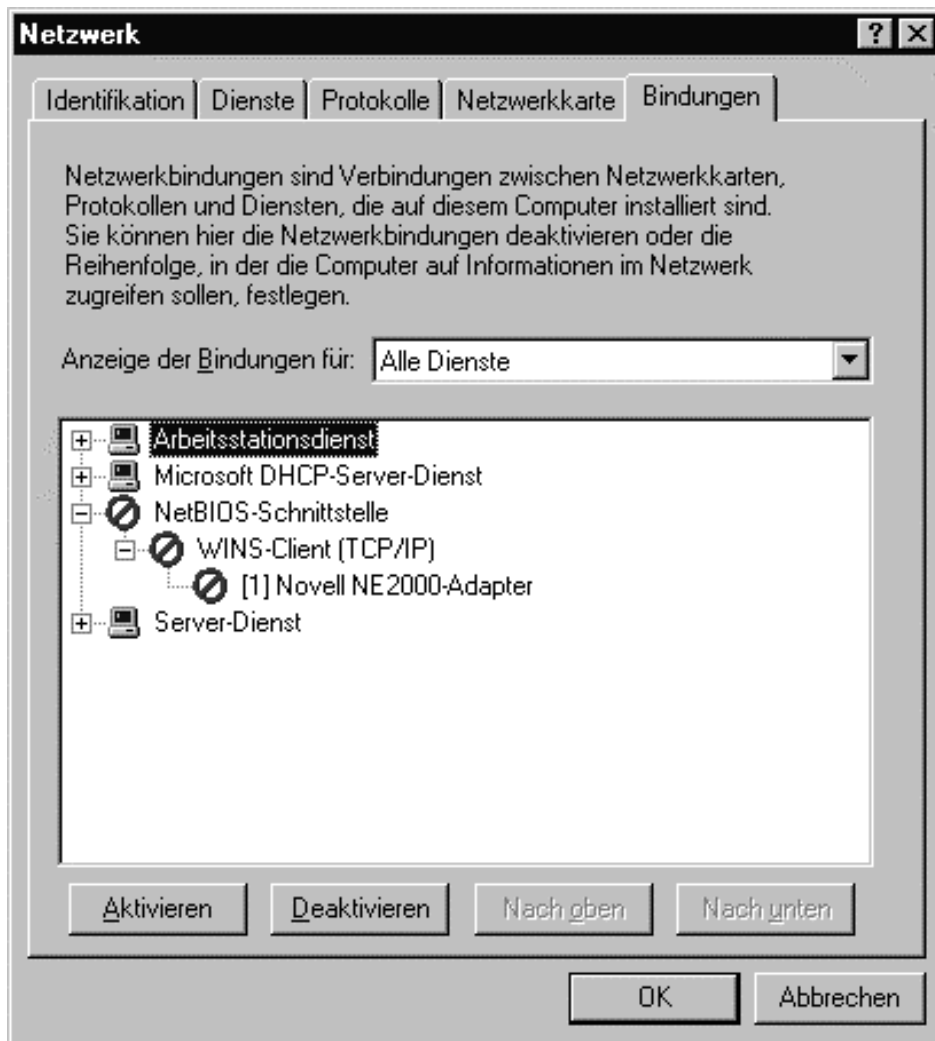 Netzwerk
Identifikation Dienste Protokolle Netzwerkkarte Bindungen
Netzwerkbindungen sind Verbindungen zwischen Netzwerkkarten,
Protokollen und Diensten, die auf diesem Computer installiert sind.
Sie können hier die Netzwerkbindungen deaktivieren oder die
Reihenfolge, in der die Computer auf Informationen im Netzwerk
zugreifen sollen, festlegen.
Anzeige der Bindungen für: Alle Dienste
Arbeitsstationsdienst
Microsoft DHCP-Server-Dienst
NetBIOS-Schnittstelle
WINS-Client (TCP/IP)
[1] Novell NE2000-Adapter
Server-Dienst
Aktivieren Deaktivieren Nach oben Nach unten
OK Abbrechen